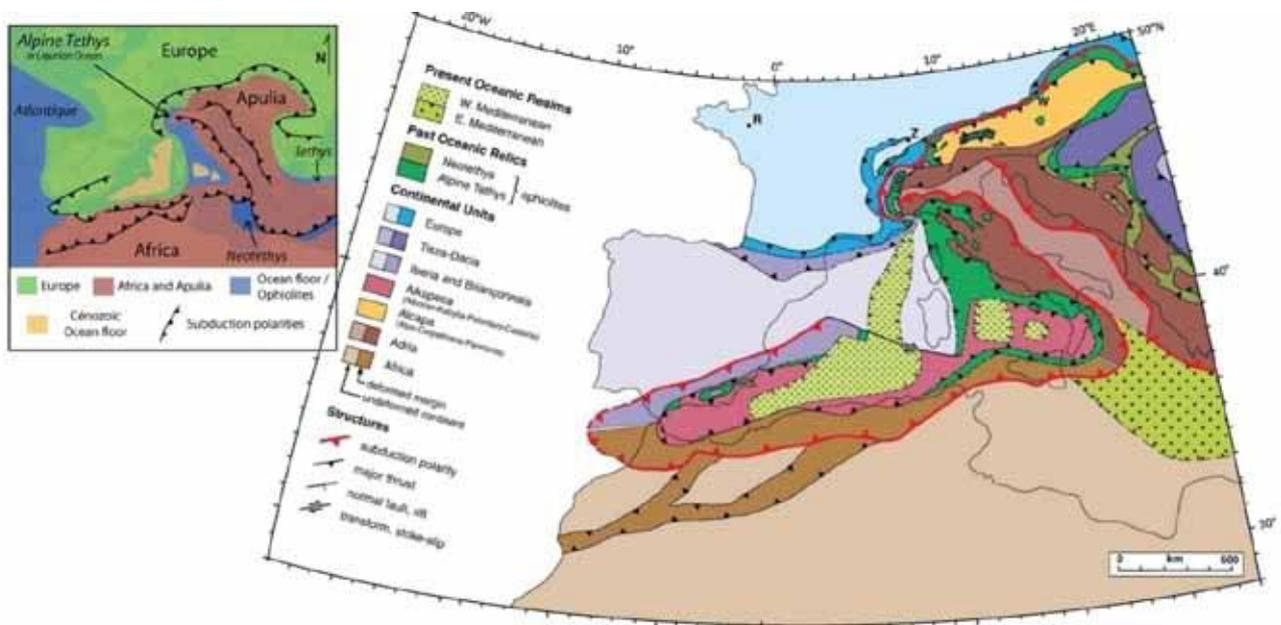 Alpine Tethys
or Ligurian Ocean
Europe
N
Apulia
Atlantique
Tethys
Africa
Neotethys
Europe
Africa and Apulia
Ocean floor /
Ophiolites
Cénozoic
Ocean floor
Subduction polarities
20°W
10°
0°
10°
20°E
50°N
40°
30°
R
Z
W
Present Oceanic Realms
W. Mediterranean
E. Mediterranean
Past Oceanic Relics
Neotethys
Alpine Tethys
ophiolites
Continental Units
Europe
Tisza-Dacia
Iberia and Briançonnais
Alkapeca
Alcapa
Adria
Africa
deformed margin
undeformed continent
Structures
subduction polarity
major thrust
normal fault, rift
transform, strike-slip
0 km 600